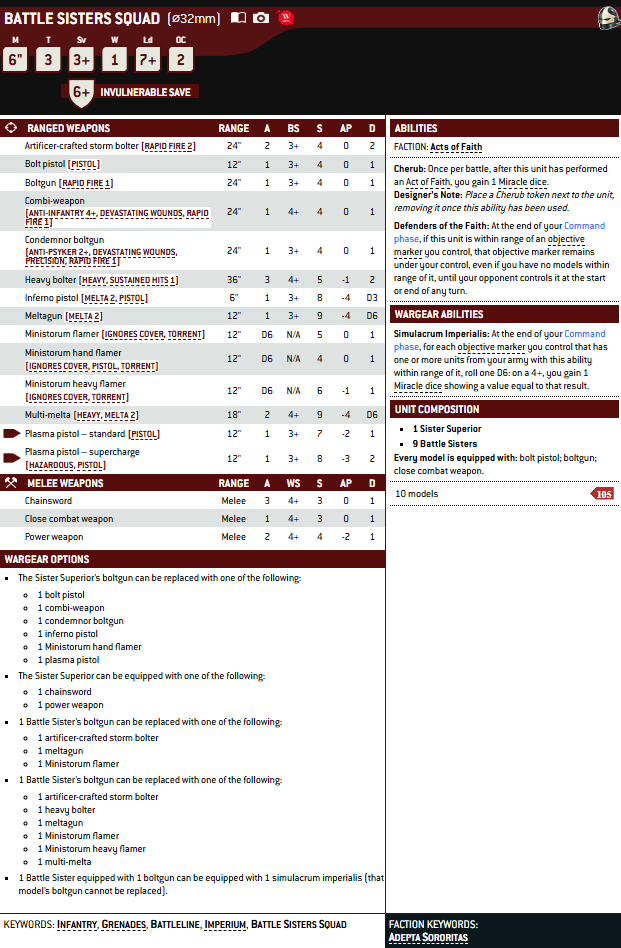 BATTLE SISTERS SQUAD (⌀32mm)
M T Sv W Ld OC
6" 3 3+ 1 7+ 2
6+ INVULNERABLE SAVE
RANGED WEAPONS RANGE A BS S AP D
Artificer-crafted storm bolter [RAPID FIRE 2] 24" 2 3+ 4 0 2
Bolt pistol [PISTOL] 12" 1 3+ 4 0 1
Boltgun [RAPID FIRE 1] 24" 1 3+ 4 0 1
Combi-weapon
[ANTI-INFANTRY 4+, DEVASTATING WOUNDS, RAPID
FIRE 1] 24" 1 4+ 4 0 1
Condemnor boltgun
[ANTI-PSYKER 2+, DEVASTATING WOUNDS,
PRECISION, RAPID FIRE 1] 24" 1 3+ 4 0 1
Heavy bolter [HEAVY, SUSTAINED HITS 1] 36" 3 4+ 5 -1 2
Inferno pistol [MELTA 2, PISTOL] 6" 1 3+ 8 -4 D3
Meltagun [MELTA 2] 12" 1 3+ 9 -4 D6
Ministorum flamer [IGNORES COVER, TORRENT] 12" D6 N/A 5 0 1
Ministorum hand flamer
[IGNORES COVER, PISTOL, TORRENT] 12" D6 N/A 4 0 1
Ministorum heavy flamer
[IGNORES COVER, TORRENT] 12" D6 N/A 6 -1 1
Multi-melta [HEAVY, MELTA 2] 18" 2 4+ 9 -4 D6
Plasma pistol – standard [PISTOL] 12" 1 3+ 7 -2 1
Plasma pistol – supercharge
[HAZARDOUS, PISTOL] 12" 1 3+ 8 -3 2
MELEE WEAPONS RANGE A WS S AP D
Chainsword Melee 3 4+ 3 0 1
Close combat weapon Melee 1 4+ 3 0 1
Power weapon Melee 2 4+ 4 -2 1
WARGEAR OPTIONS
▪ The Sister Superior's boltgun can be replaced with one of the following:
○ 1 bolt pistol
○ 1 combi-weapon
○ 1 condemnor boltgun
○ 1 inferno pistol
○ 1 Ministorum hand flamer
○ 1 plasma pistol
▪ The Sister Superior can be equipped with one of the following:
○ 1 chainsword
○ 1 power weapon
▪ 1 Battle Sister's boltgun can be replaced with one of the following:
○ 1 artificer-crafted storm bolter
○ 1 meltagun
○ 1 Ministorum flamer
▪ 1 Battle Sister's boltgun can be replaced with one of the following:
○ 1 artificer-crafted storm bolter
○ 1 heavy bolter
○ 1 meltagun
○ 1 Ministorum flamer
○ 1 Ministorum heavy flamer
○ 1 multi-melta
▪ 1 Battle Sister equipped with 1 boltgun can be equipped with 1 simulacrum imperialis (that
model's boltgun cannot be replaced).
ABILITIES
FACTION: Acts of Faith
Cherub: Once per battle, after this unit has performed
an Act of Faith, you gain 1 Miracle dice.
Designer's Note: Place a Cherub token next to the unit,
removing it once this ability has been used.
Defenders of the Faith: At the end of your Command
phase, if this unit is within range of an objective
marker you control, that objective marker remains
under your control, even if you have no models within
range of it, until your opponent controls it at the start
or end of any turn.
WARGEAR ABILITIES
Simulacrum Imperialis: At the end of your Command
phase, for each objective marker you control that has
one or more units from your army with this ability
within range of it, roll one D6: on a 4+, you gain 1
Miracle dice showing a value equal to that result.
UNIT COMPOSITION
▪ 1 Sister Superior
▪ 9 Battle Sisters
Every model is equipped with: bolt pistol; boltgun;
close combat weapon.
10 models 105
KEYWORDS: INFANTRY, GRENADES, BATTLELINE, IMPERIUM, BATTLE SISTERS SQUAD
FACTION KEYWORDS:
ADEPTA SORORITAS